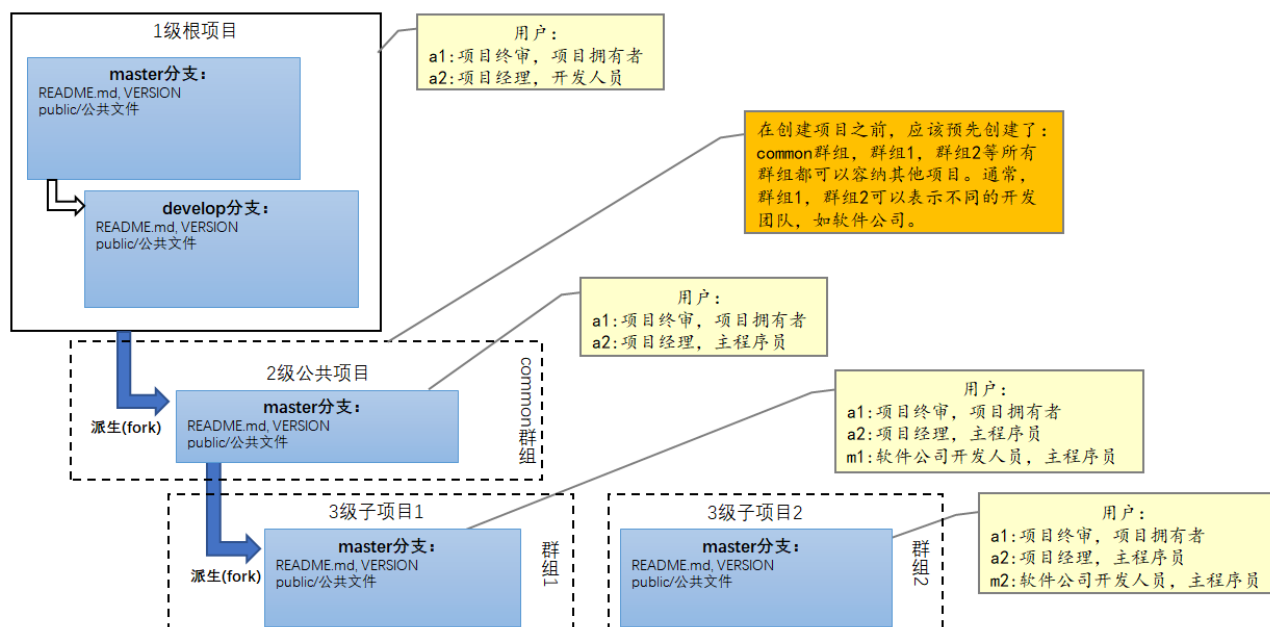 1级根项目
master分支:
README.md, VERSION
public/公共文件
develop分支:
README.md, VERSION
public/公共文件
用户:
a1:项目终审, 项目拥有者
a2:项目经理, 开发人员
在创建项目之前, 应该预先创建了:
common群组, 群组1, 群组2等所有
群组都可以容纳其他项目。通常,
群组1, 群组2可以表示不同的开发
团队, 如软件公司。
用户:
a1:项目终审, 项目拥有者
a2:项目经理, 主程序员
派生(fork)
2级公共项目
master分支:
README.md, VERSION
public/公共文件
common群组
用户:
a1:项目终审, 项目拥有者
a2:项目经理, 主程序员
m1:软件公司开发人员, 主程序员
派生(fork)
3级子项目1
master分支:
README.md, VERSION
public/公共文件
群组1
3级子项目2
master分支:
README.md, VERSION
public/公共文件
群组2
用户:
a1:项目终审, 项目拥有者
a2:项目经理, 主程序员
m2:软件公司开发人员, 主程序员